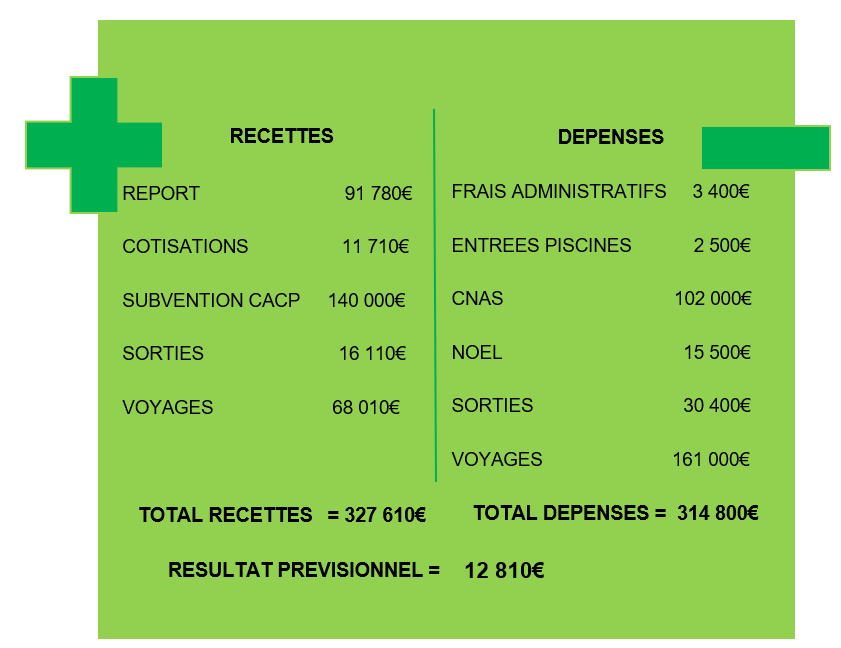 RECETTES
REPORT 91 780€
COTISATIONS 11 710€
SUBVENTION CACP 140 000€
SORTIES 16 110€
VOYAGES 68 010€
DEPENSES
FRAIS ADMINISTRATIFS 3 400€
ENTREES PISCINES 2 500€
CNAS 102 000€
NOEL 15 500€
SORTIES 30 400€
VOYAGES 161 000€
TOTAL RECETTES = 327 610€
TOTAL DEPENSES = 314 800€
RESULTAT PREVISIONNEL = 12 810€